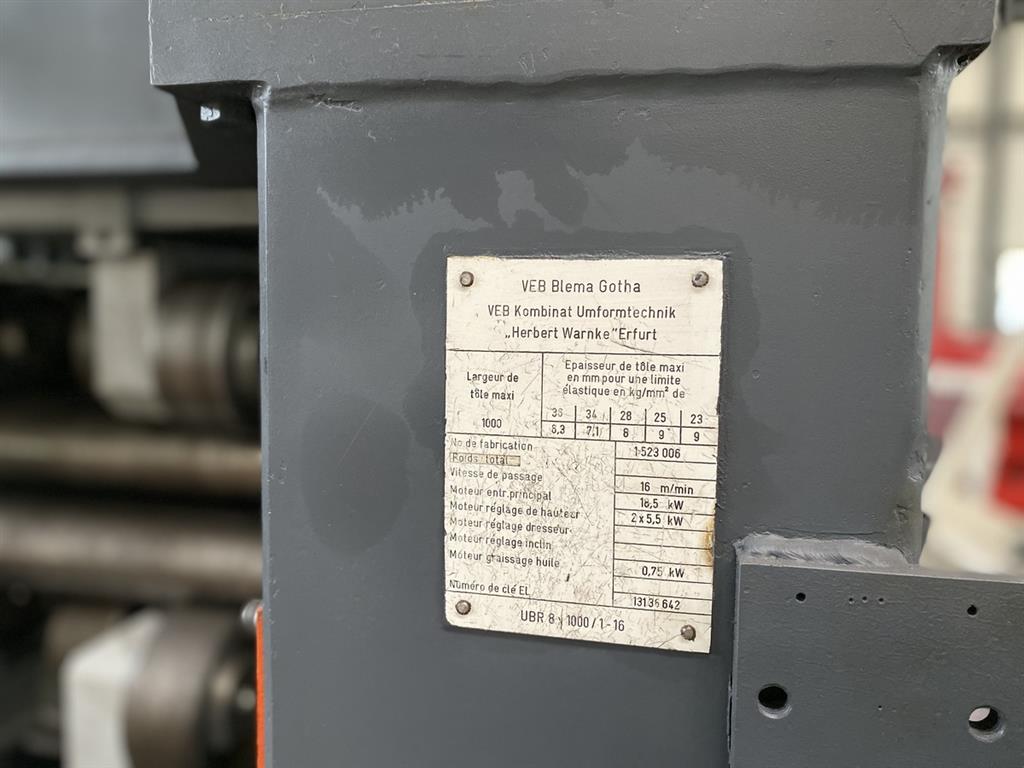 VEB Blema Gotha
VEB Kombinat Umformtechnik
„Herbert Warnke" Erfurt
Largeur de
tôle maxi
Epaisseur de tôle maxi
en mm pour une limite
élastique en kg/mm² de
36 34 28 25 23
1000 6,3 7,1 8 9 9
No de fabrication 1523 006
Poids total
Vitesse de passage 16 m/min
Moteur entr. principal 18,5 kW
Moteur réglage de hauteur 2 x 5,5 kW
Moteur réglage dresseur
Moteur réglage inclin
Moteur graissage huile 0,75 kW
Numéro de clé EL 13136 642
UBR 8 x 1000/1-16